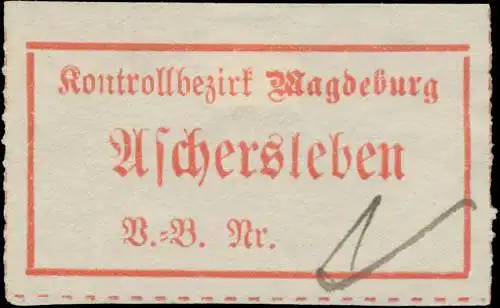 Kontrollbezirk Magdeburg
Aschersleben
V.-B. Nr.